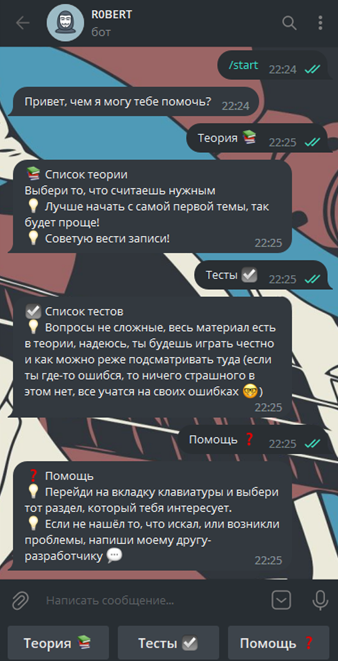 R0BERT
бот
/start
22:24
Привет, чем я могу тебе помочь?
22:24
Теория 📚
22:25
📚 Список теории
Выбери то, что считаешь нужным
💡 Лучше начать с самой первой темы, так
будет проще!
💡 Советую вести записи!
22:25
Тесты ☑️
22:25
☑️ Список тестов
💡 Вопросы не сложные, весь материал есть
в теории, надеюсь, ты будешь играть честно
и как можно реже подсматривать туда (если
ты где-то ошибся, то ничего страшного в
этом нет, все учатся на своих ошибках 🤓)
22:25
Помощь ❓
22:25
❓ Помощь
💡 Перейди на вкладку клавиатуры и выбери
тот раздел, который тебя интересует.
💡 Если не нашёл то, что искал, или возникли
проблемы, напиши моему другу-
разработчику 💬
22:25
Написать сообщение...
Теория 📚
Тесты ☑️
Помощь ❓